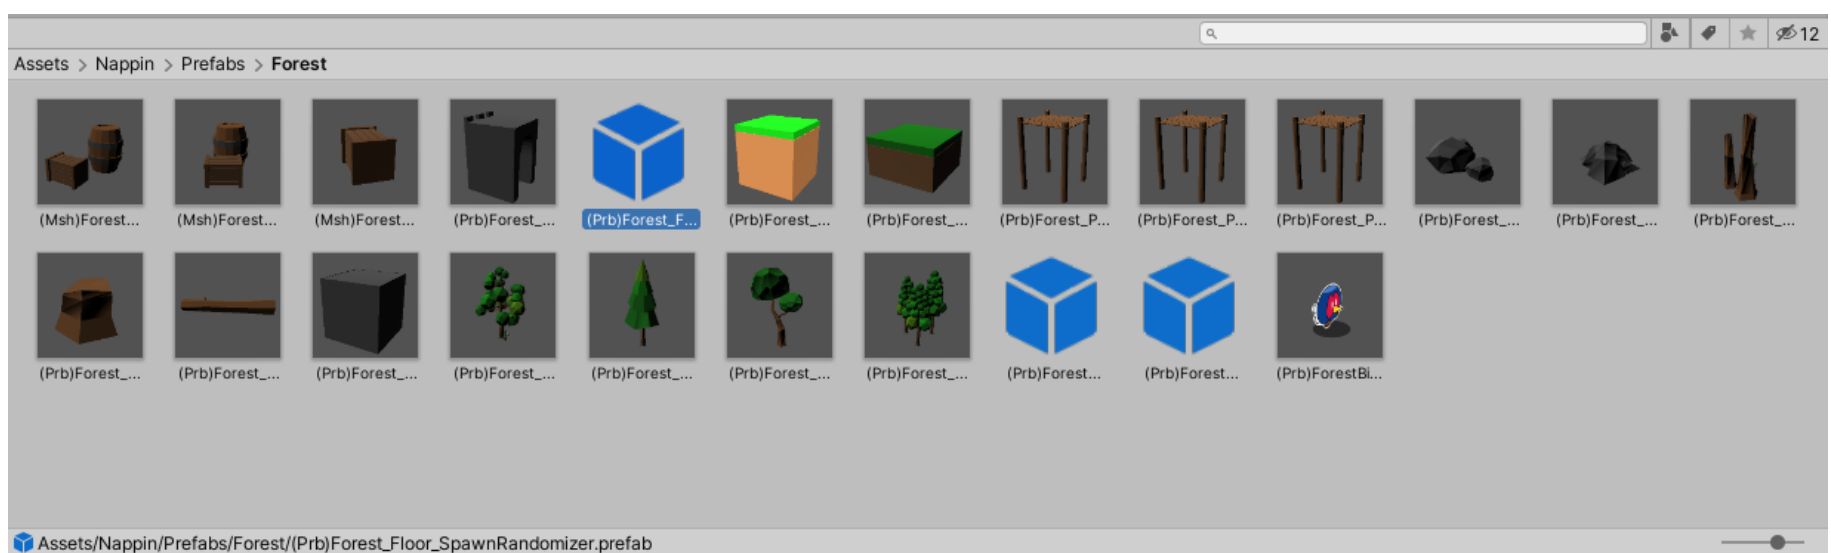 12
Assets > Nappin > Prefabs > Forest
(Msh)Forest... (Msh)Forest... (Msh)Forest... (Prb)Forest_... (Prb)Forest_F... (Prb)Forest_... (Prb)Forest_... (Prb)Forest_P... (Prb)Forest_P... (Prb)Forest_P... (Prb)Forest_... (Prb)Forest_... (Prb)Forest_...
(Prb)Forest_... (Prb)Forest_... (Prb)Forest_... (Prb)Forest_... (Prb)Forest_... (Prb)Forest_... (Prb)Forest_... (Prb)Forest... (Prb)Forest... (Prb)ForestBi...
Assets/Nappin/Prefabs/Forest/(Prb)Forest_Floor_SpawnRandomizer.prefab